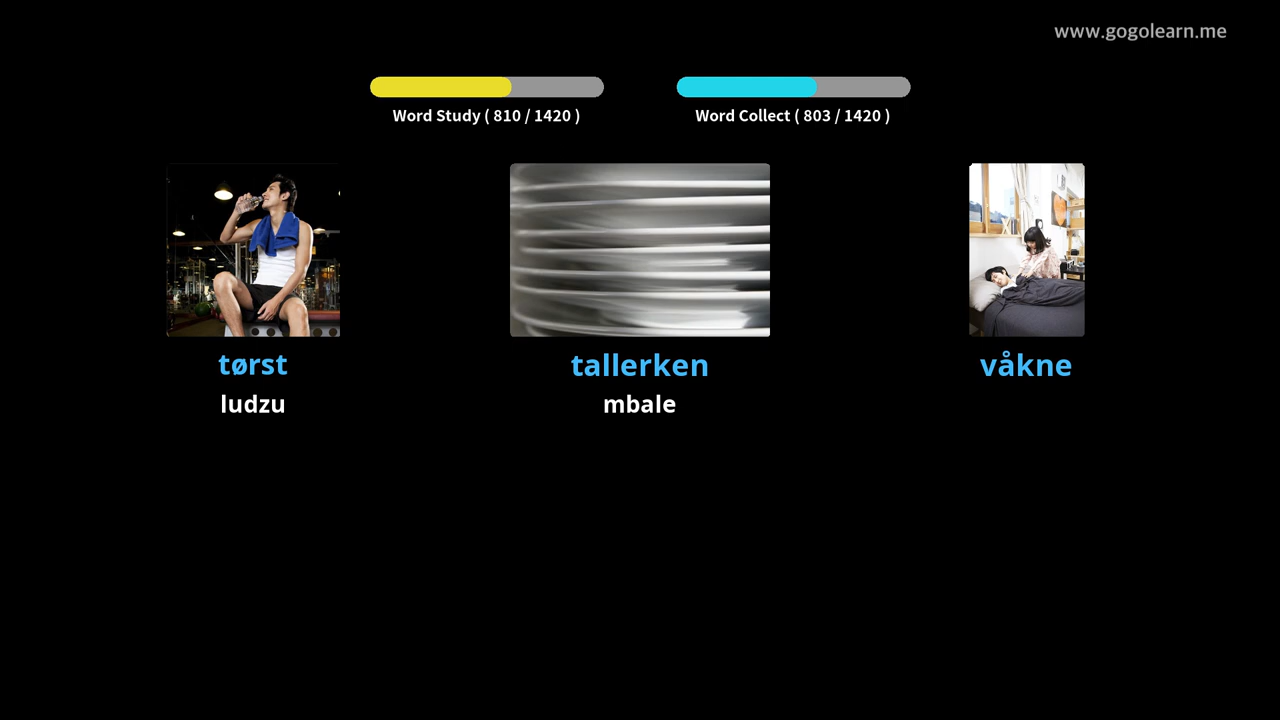 www.gogolearn.me
Word Study ( 810 / 1420 )
Word Collect ( 803 / 1420 )
tørst
tallerken
våkne
ludzu
mbale